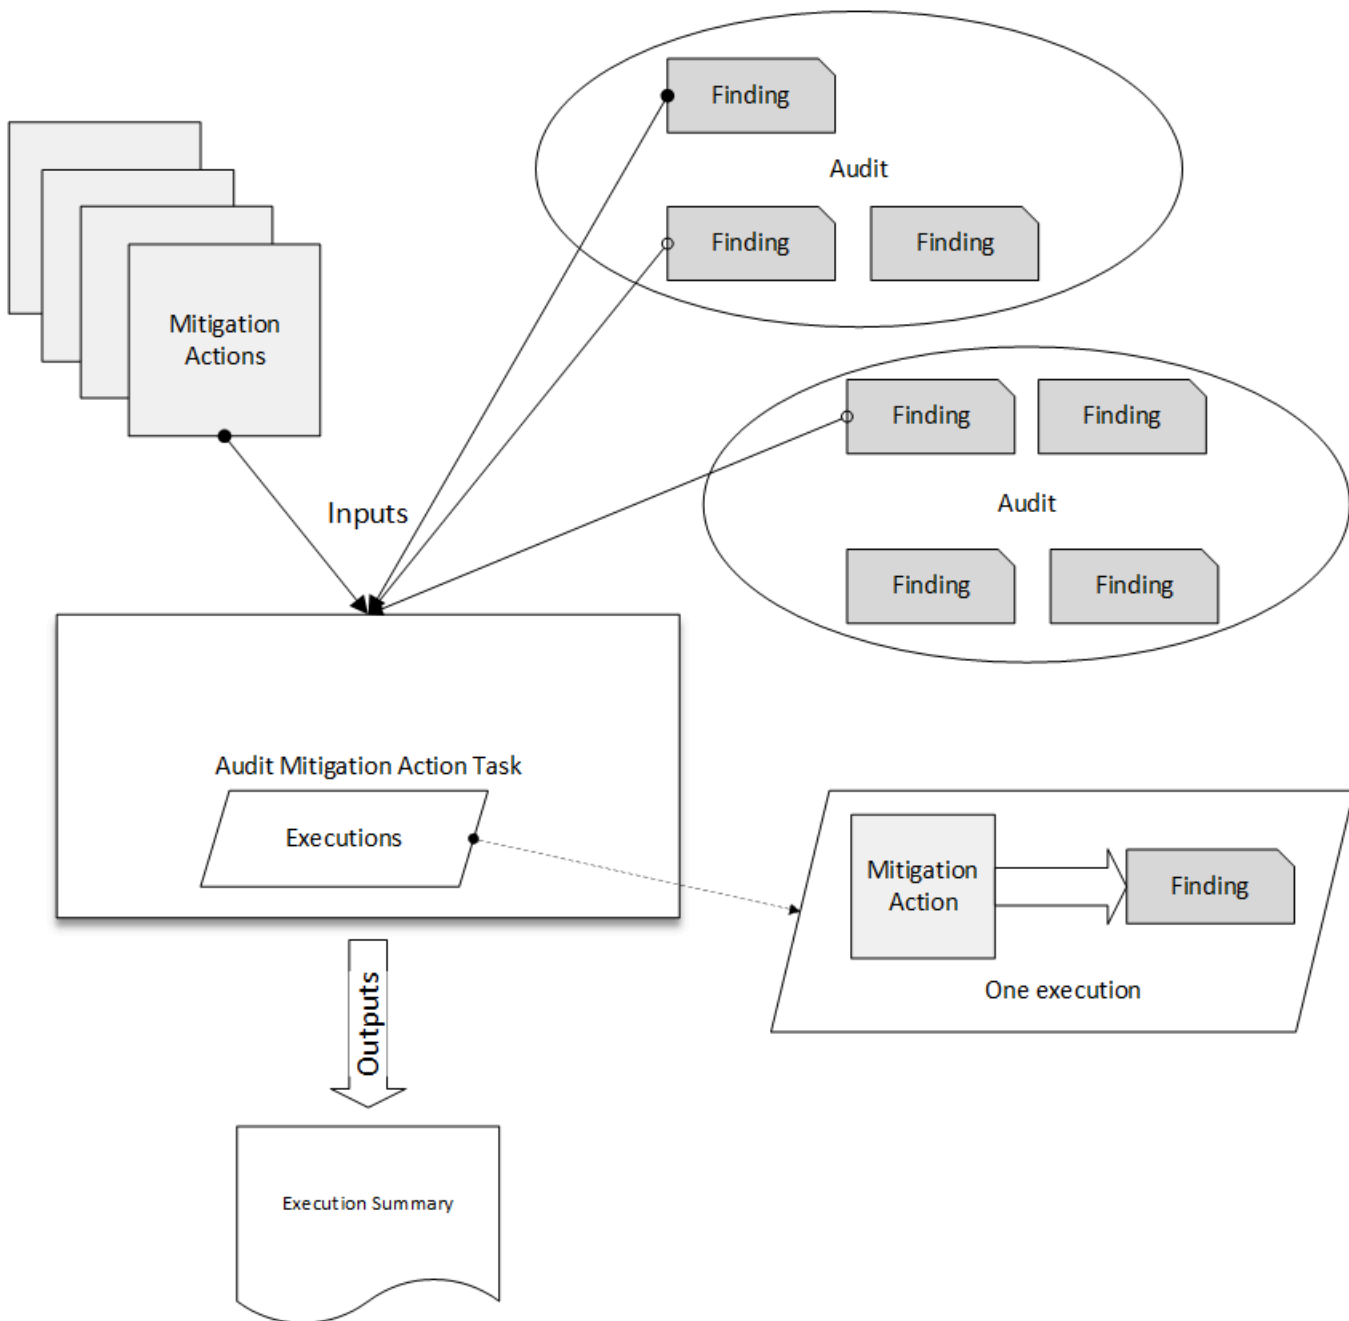 Finding
Audit
Finding
Finding
Mitigation
Actions
Finding
Finding
Audit
Inputs
Finding
Finding
Audit Mitigation Action Task
Executions
Mitigation
Action
Finding
One execution
Outputs
Execution Summary